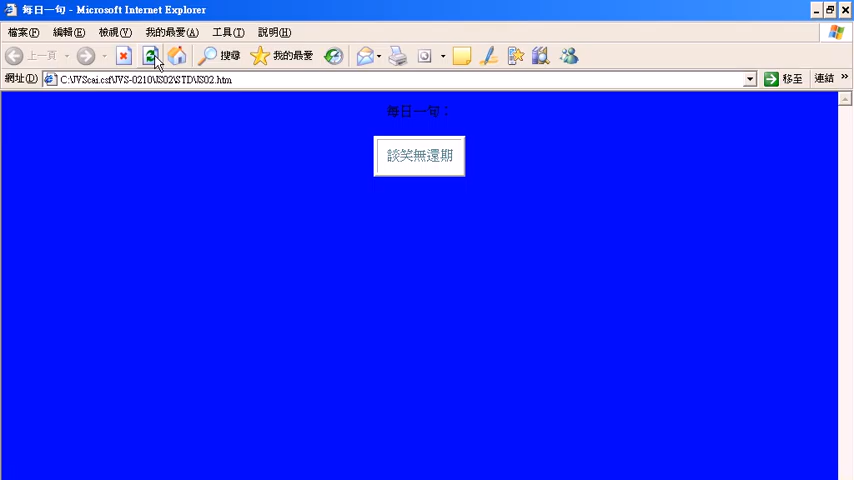 每日一句 - Microsoft Internet Explorer
檔案(F) 編輯(E) 檢視(V) 我的最愛(A) 工具(T) 說明(H)
上一頁 搜尋 我的最愛
網址(D) C:\JVScai.csf\JVS-0210\JS02\STD\JS02.htm 移至 連結 »
每日一句：
談笑無還期